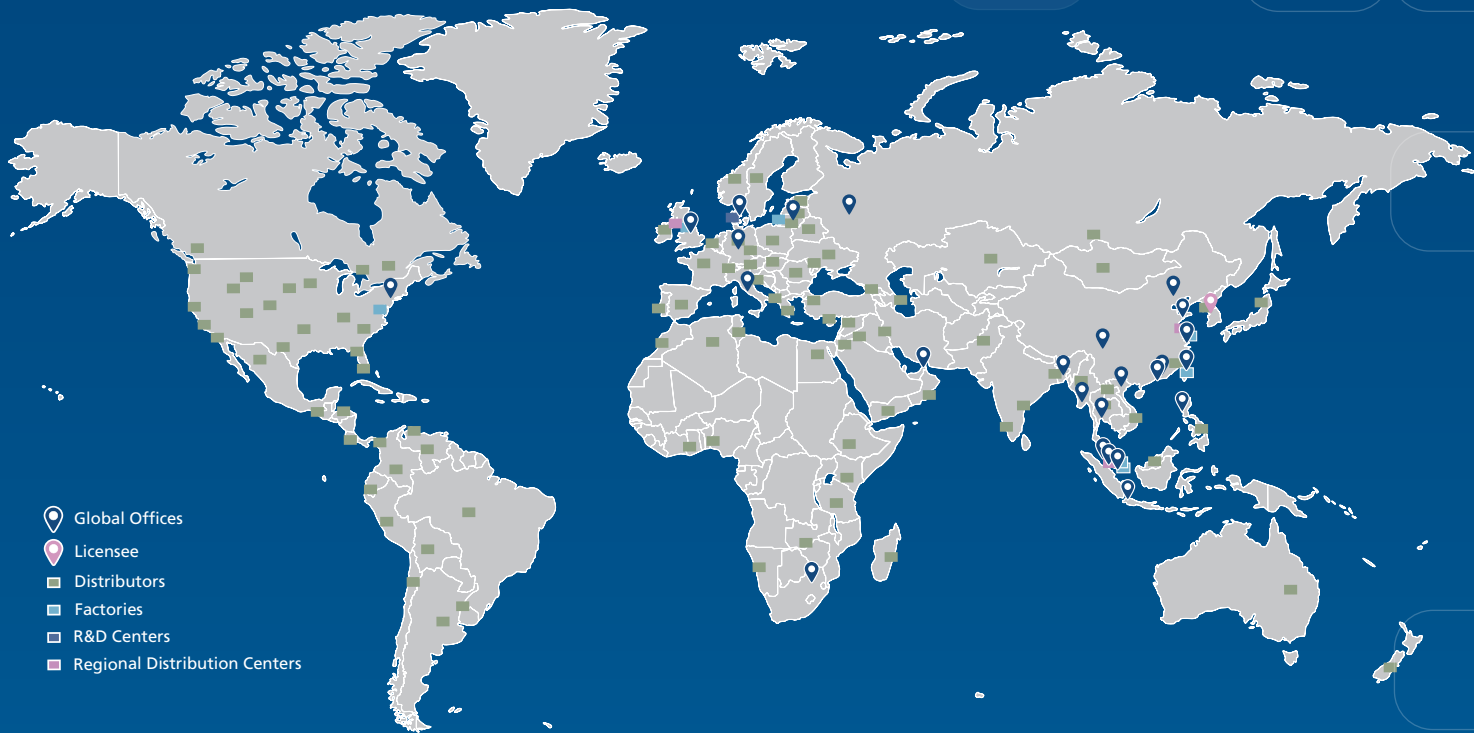 Global Offices
Licensee
Distributors
Factories
R&D Centers
Regional Distribution Centers